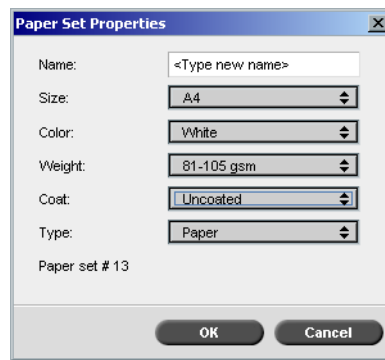 Paper Set Properties
Name: <Type new name>
Size: A4
Color: White
Weight: 81-105 gsm
Coat: Uncoated
Type: Paper
Paper set # 13
OK Cancel